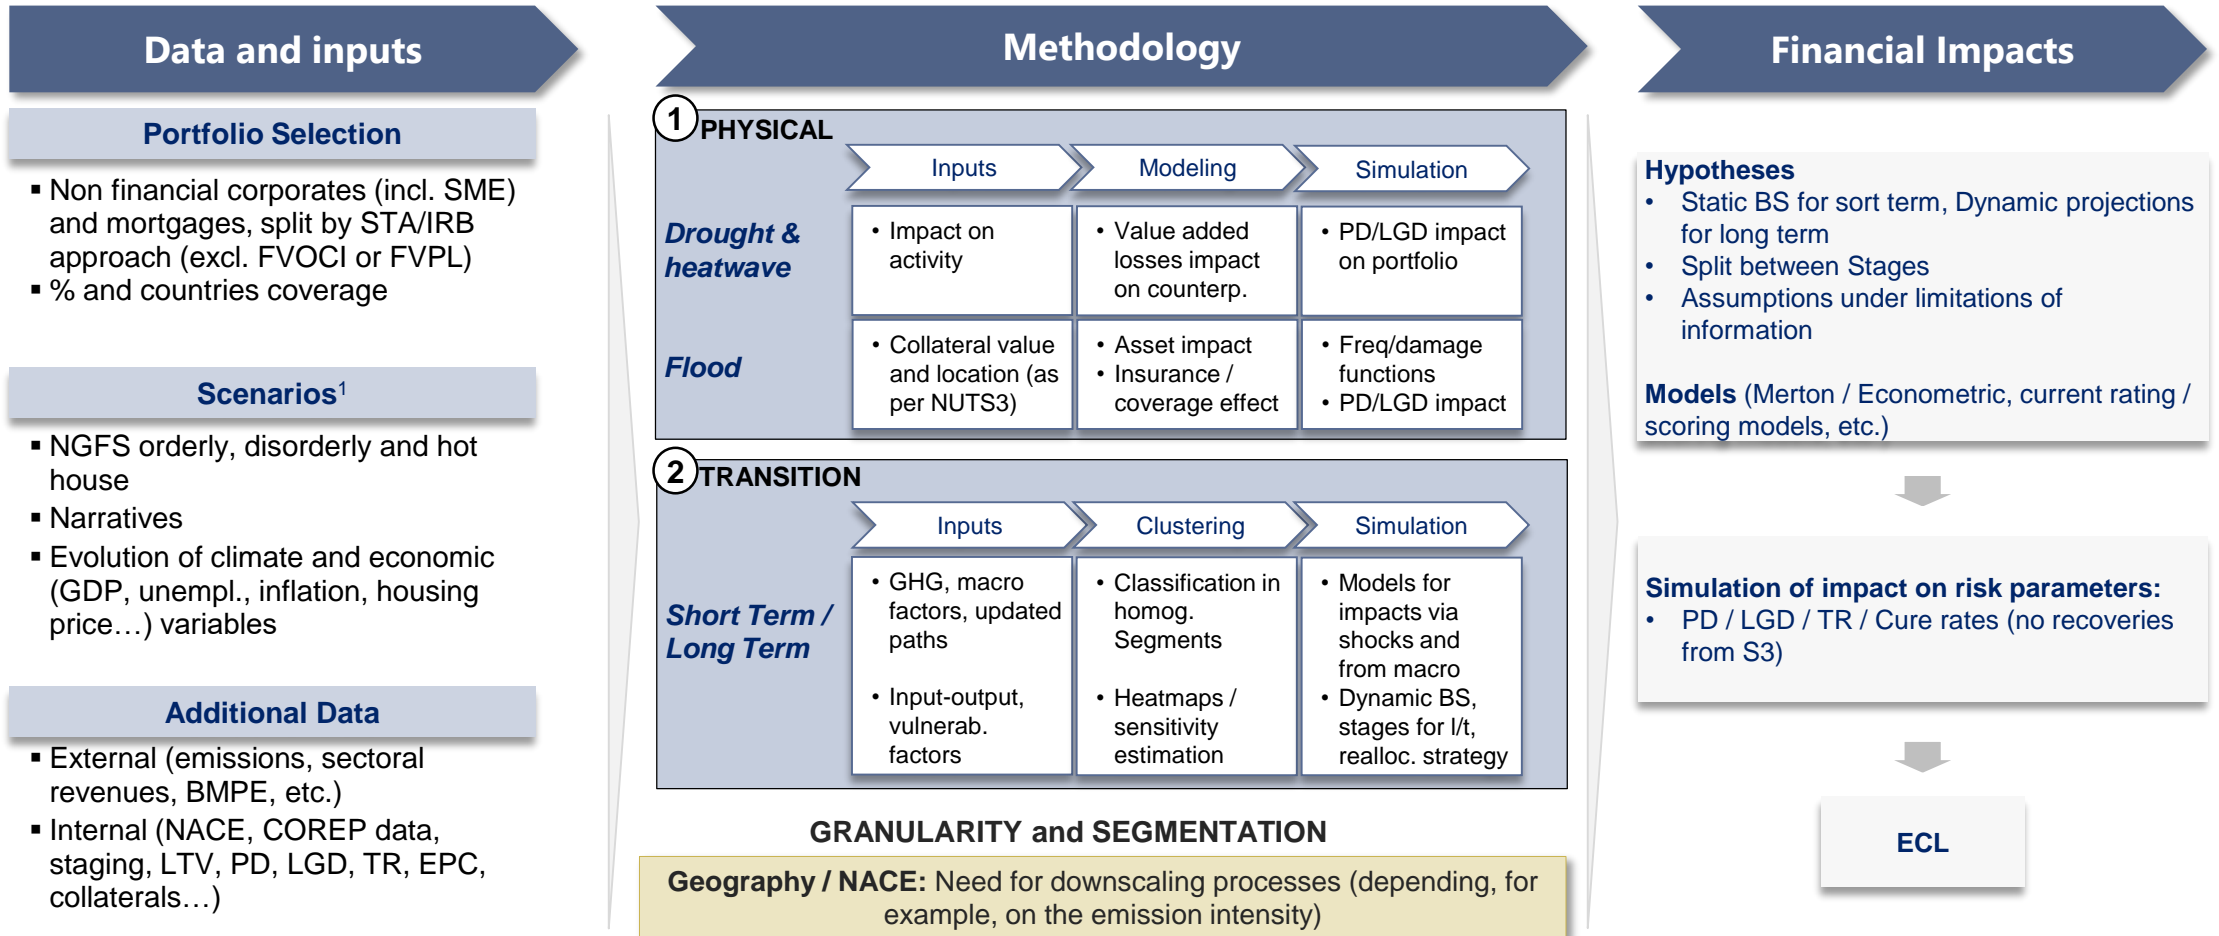 Data and inputs
Portfolio Selection
▪ Non financial corporates (incl. SME)
and mortgages, split by STA/IRB
approach (excl. FVOCI or FVPL)
▪ % and countries coverage
Scenarios¹
▪ NGFS orderly, disorderly and hot
house
▪ Narratives
▪ Evolution of climate and economic
(GDP, unempl., inflation, housing
price…) variables
Additional Data
▪ External (emissions, sectoral
revenues, BMPE, etc.)
▪ Internal (NACE, COREP data,
staging, LTV, PD, LGD, TR, EPC,
collaterals…)
Methodology
1 PHYSICAL
Inputs
Modeling
Simulation
Drought &
heatwave
• Impact on
activity
• Value added
losses impact
on counterp.
• PD/LGD impact
on portfolio
Flood
• Collateral value
and location (as
per NUTS3)
• Asset impact
• Insurance /
coverage effect
• Freq/damage
functions
• PD/LGD impact
2 TRANSITION
Inputs
Clustering
Simulation
Short Term /
Long Term
• GHG, macro
factors, updated
paths
• Input-output,
vulnerab.
factors
• Classification in
homog.
Segments
• Heatmaps /
sensitivity
estimation
• Models for
impacts via
shocks and
from macro
• Dynamic BS,
stages for l/t,
realloc. strategy
GRANULARITY and SEGMENTATION
Geography / NACE: Need for downscaling processes (depending, for
example, on the emission intensity)
Financial Impacts
Hypotheses
• Static BS for sort term, Dynamic projections
for long term
• Split between Stages
• Assumptions under limitations of
information
Models (Merton / Econometric, current rating /
scoring models, etc.)
Simulation of impact on risk parameters:
• PD / LGD / TR / Cure rates (no recoveries
from S3)
ECL